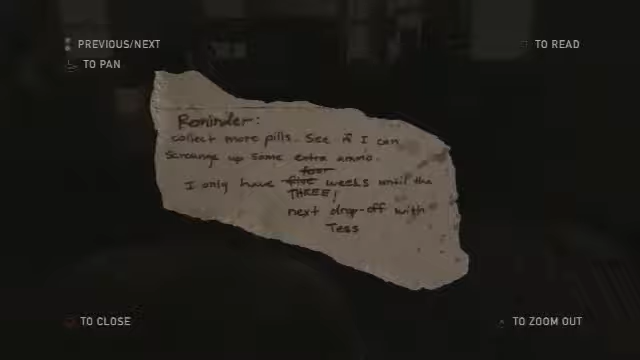 PREVIOUS/NEXT
TO READ
TO PAN
Reminder:
collect more pills. See if I can
scrounge up some extra ammo.
four
I only have five weeks until the
THREE!
next drop-off with
Tess
TO CLOSE
TO ZOOM OUT